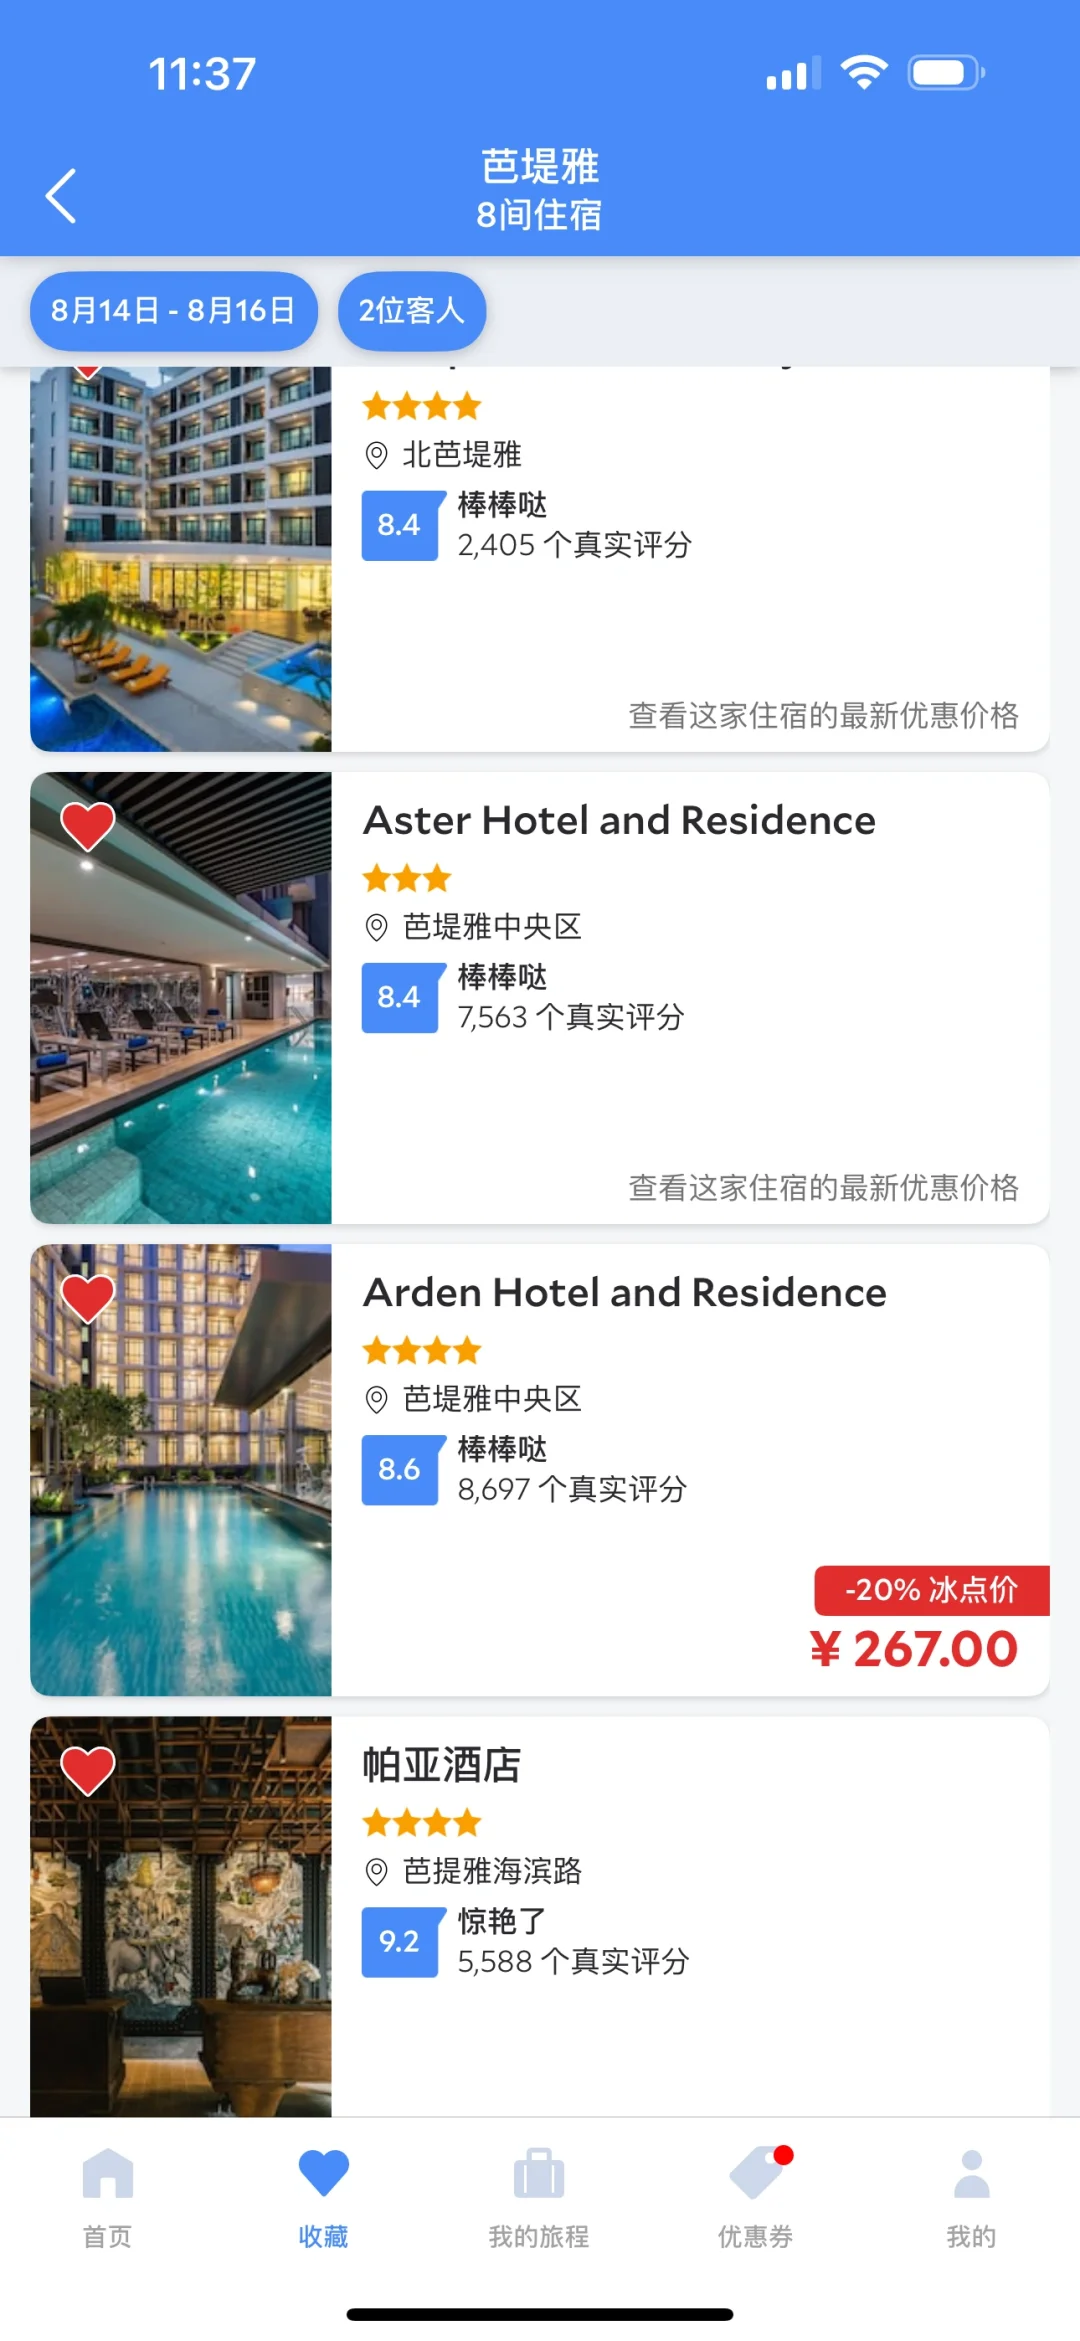 11:37
芭堤雅
8间住宿
8月14日 - 8月16日
2位客人
北芭堤雅
8.4
棒棒哒
2,405 个真实评分
查看这家住宿的最新优惠价格
Aster Hotel and Residence
芭堤雅中央区
8.4
棒棒哒
7,563 个真实评分
查看这家住宿的最新优惠价格
Arden Hotel and Residence
芭堤雅中央区
8.6
棒棒哒
8,697 个真实评分
-20% 冰点价
¥ 267.00
帕亚酒店
芭提雅海滨路
9.2
惊艳了
5,588 个真实评分
首页
收藏
我的旅程
优惠券
我的